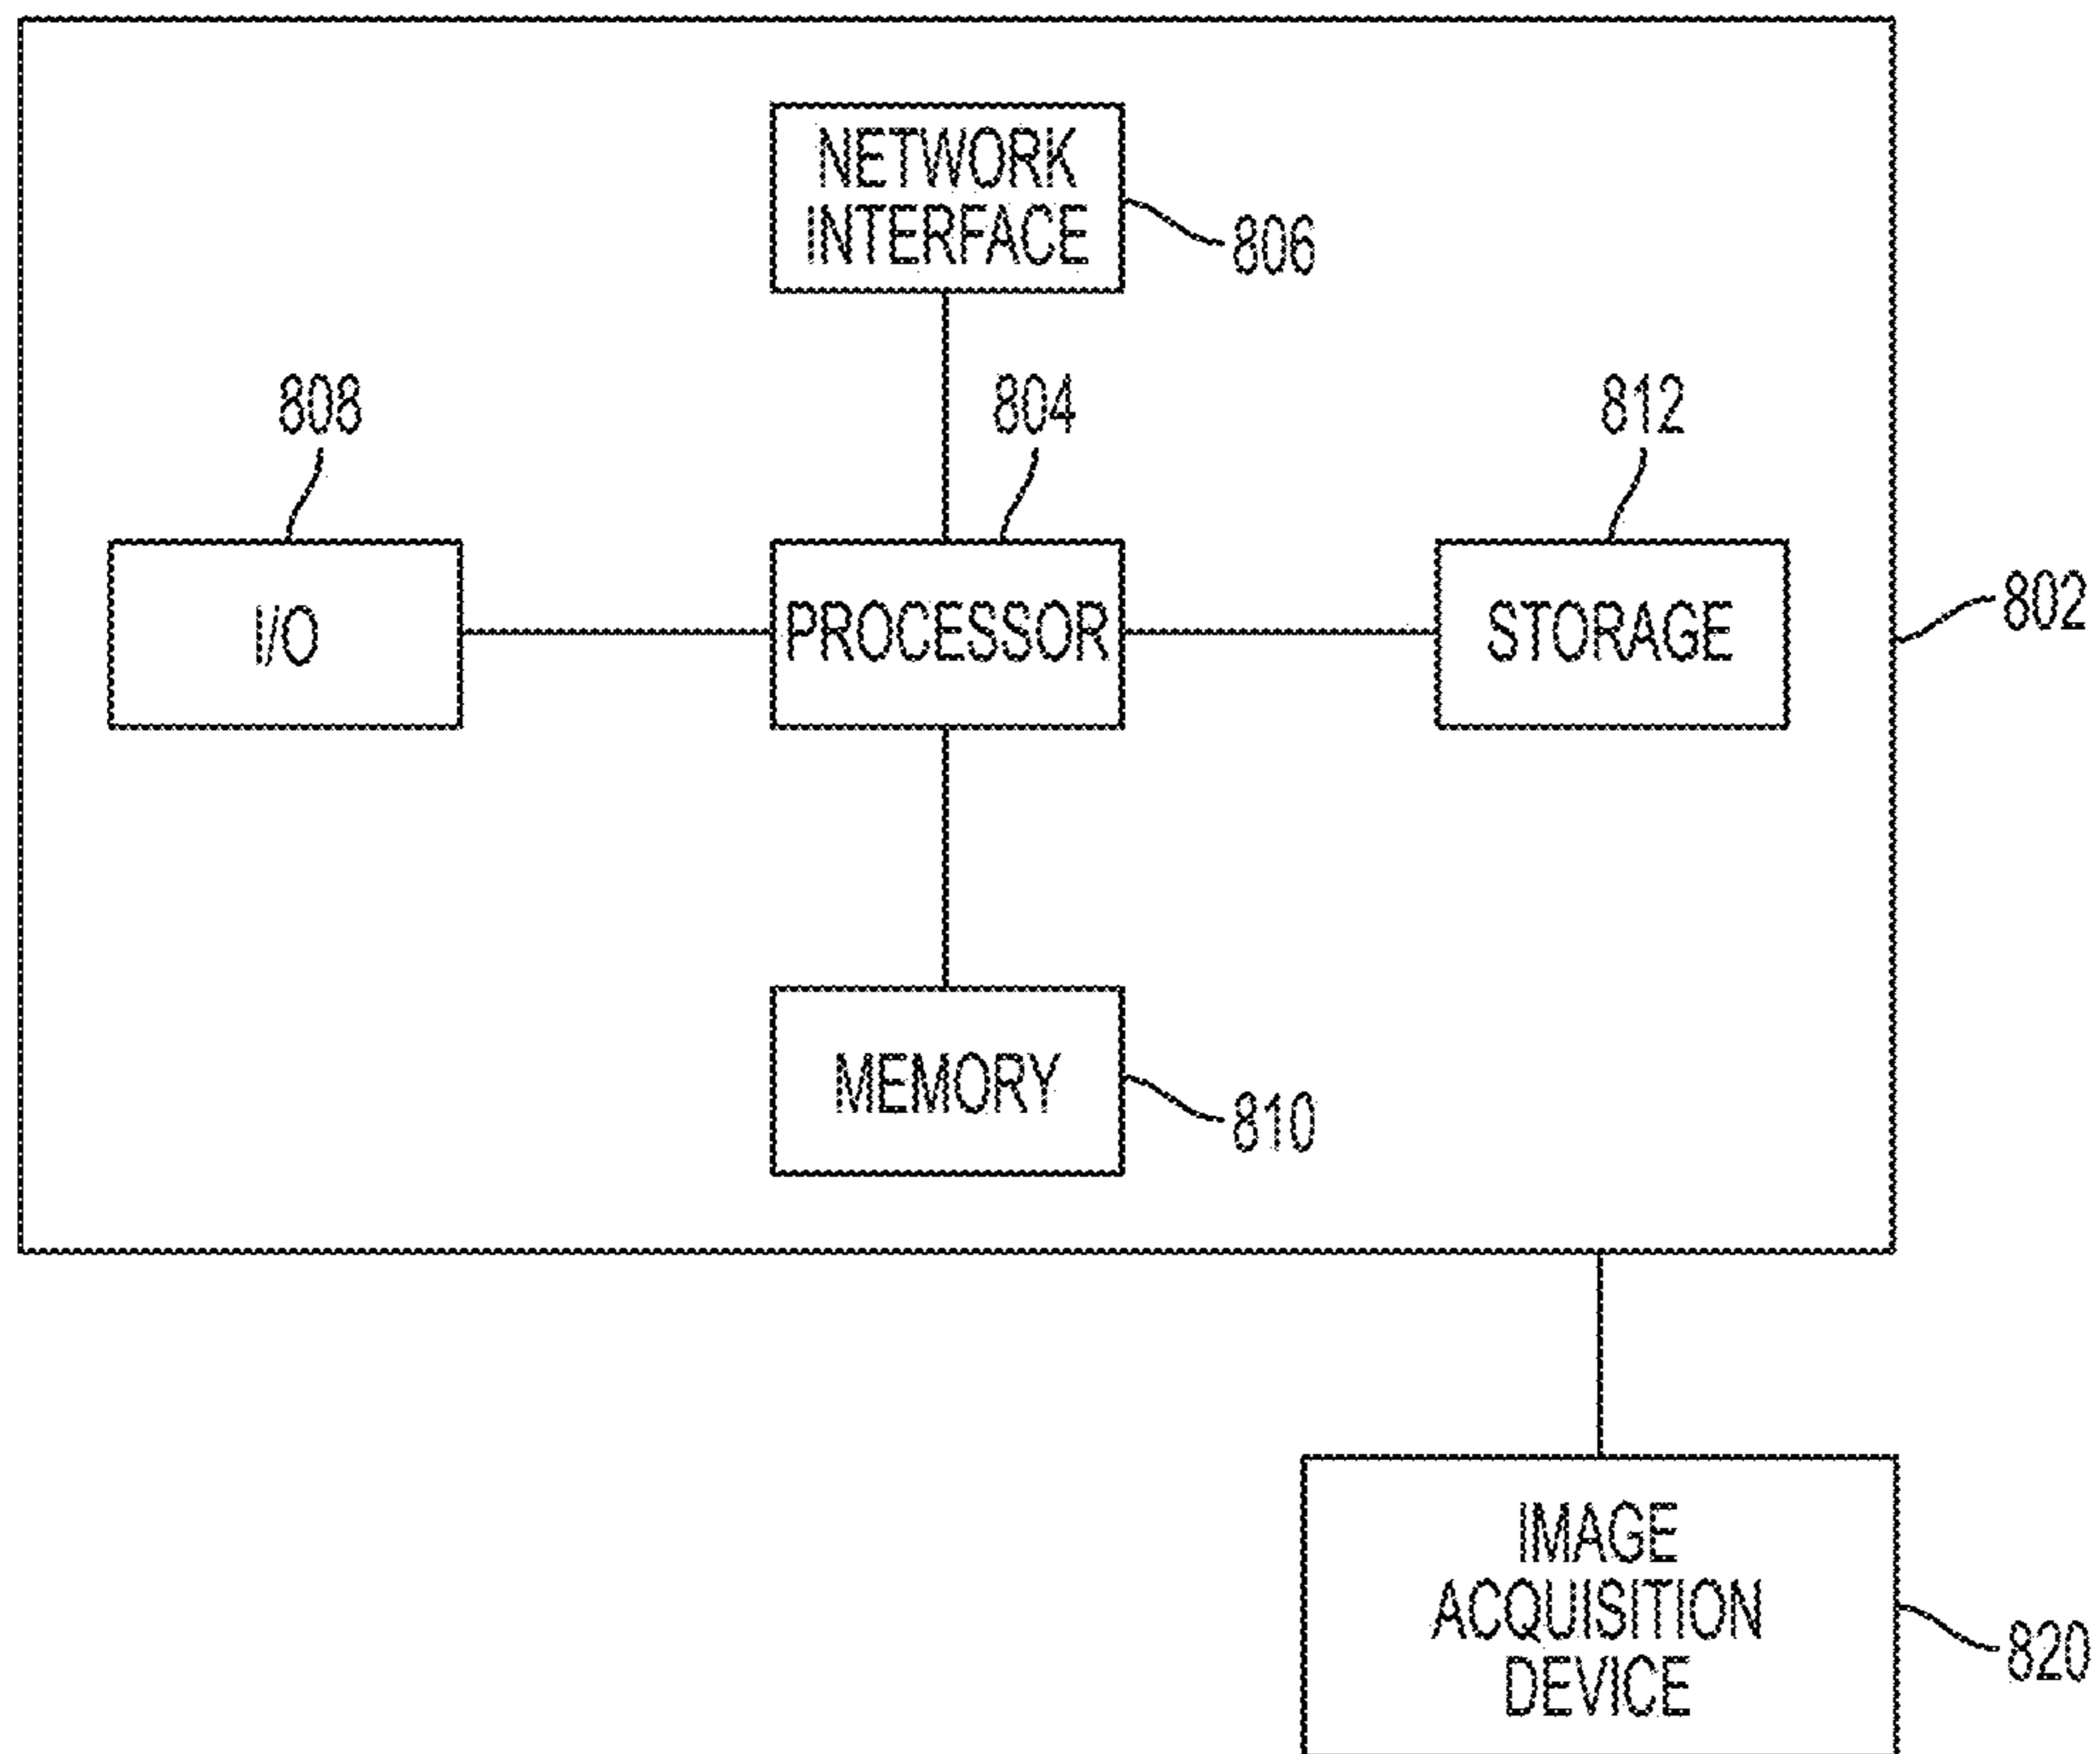 NETWORK
INTERFACE
806
808
804
812
I/O
PROCESSOR
STORAGE
802
MEMORY
810
IMAGE
ACQUISITION
DEVICE
820